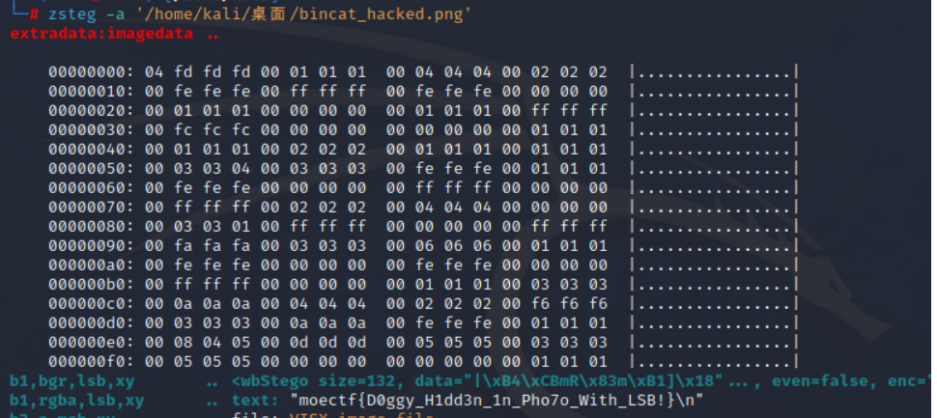 # zsteg -a '/home/kali/桌面/bincat_hacked.png'
extradata:imagedata ..
00000000: 04 fd fd fd 00 01 01 01 00 04 04 04 00 02 02 02 |................|
00000010: 00 fe fe fe 00 ff ff ff 00 fe fe fe 00 00 00 00 |................|
00000020: 00 01 01 01 00 00 00 00 00 01 01 01 00 ff ff ff |................|
00000030: 00 fc fc fc 00 00 00 00 00 00 00 00 00 01 01 01 |................|
00000040: 00 01 01 01 00 02 02 02 00 01 01 01 00 01 01 01 |................|
00000050: 00 03 03 04 00 03 03 03 00 fe fe fe 00 01 01 01 |................|
00000060: 00 fe fe fe 00 00 00 00 00 ff ff ff 00 00 00 00 |................|
00000070: 00 ff ff ff 00 02 02 02 00 04 04 04 00 00 00 00 |................|
00000080: 00 03 03 01 00 ff ff ff 00 00 00 00 00 ff ff ff |................|
00000090: 00 fa fa fa 00 03 03 03 00 06 06 06 00 01 01 01 |................|
000000a0: 00 fe fe fe 00 00 00 00 00 fe fe fe 00 00 00 00 |................|
000000b0: 00 ff ff ff 00 00 00 00 00 01 01 01 00 03 03 03 |................|
000000c0: 00 0a 0a 0a 00 04 04 04 00 02 02 02 00 f6 f6 f6 |................|
000000d0: 00 03 03 03 00 0a 0a 0a 00 fe fe fe 00 01 01 01 |................|
000000e0: 00 08 04 05 00 0d 0d 0d 00 05 05 05 00 03 03 03 |................|
000000f0: 00 05 05 05 00 00 00 00 00 00 00 00 00 01 01 01 |................|
b1,bgr,lsb,xy .. <wbStego size=132, data="|\xB4\xCBmR\x83m\xB1]\x18"..., even=false, enc="
b1,rgba,lsb,xy .. text: "moectf{D0ggy_H1dd3n_1n_Pho7o_With_LSB!}\n"